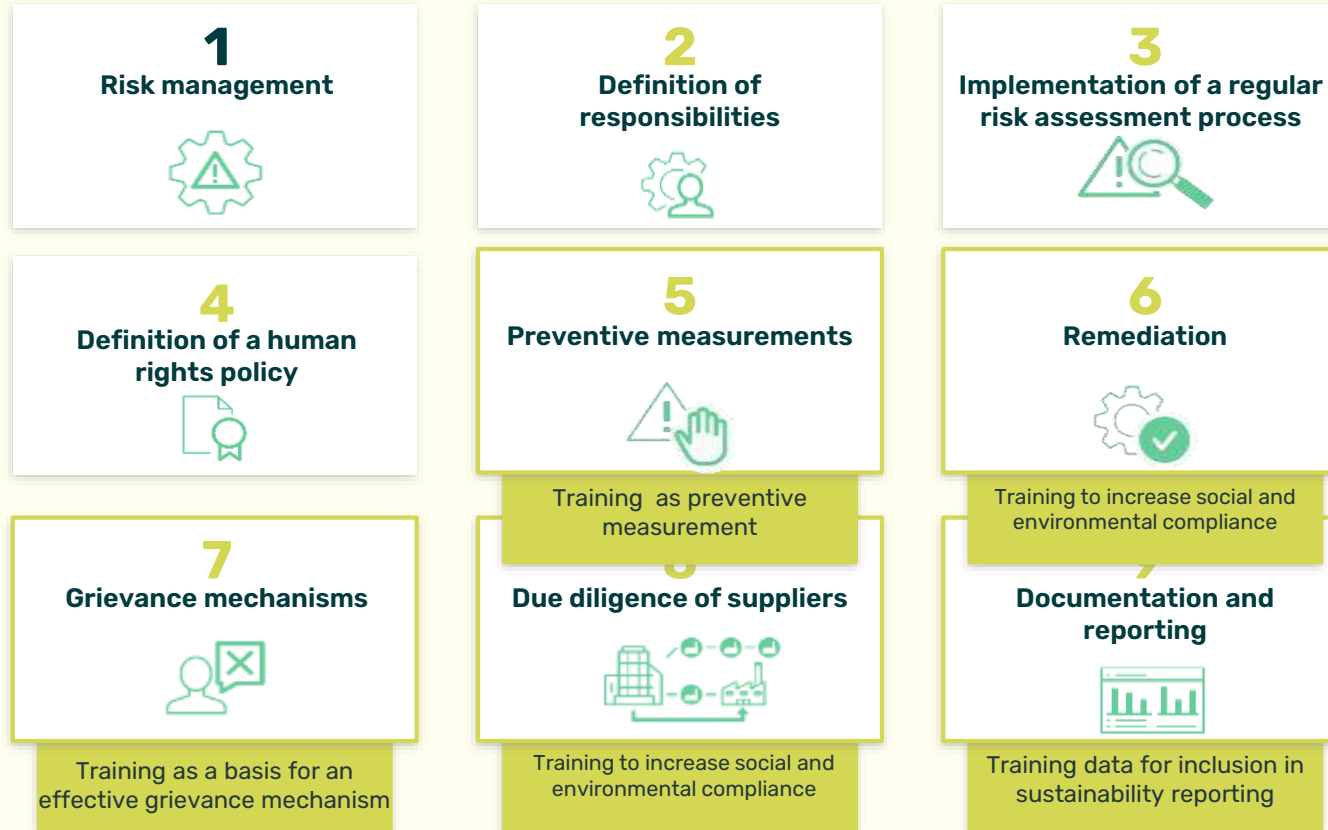 1
Risk management
2
Definition of
responsibilities
3
Implementation of a regular
risk assessment process
4
Definition of a human
rights policy
5
Preventive measurements
Training as preventive
measurement
6
Remediation
Training to increase social and
environmental compliance
7
Grievance mechanisms
Training as a basis for an
effective grievance mechanism
Due diligence of suppliers
Training to increase social and
environmental compliance
Documentation and
reporting
Training data for inclusion in
sustainability reporting